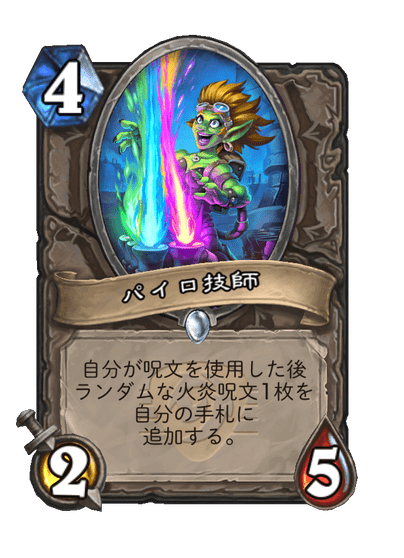 4
パイロ技師
自分が呪文を使用した後
ランダムな火炎呪文1枚を
自分の手札に
追加する。
2
5